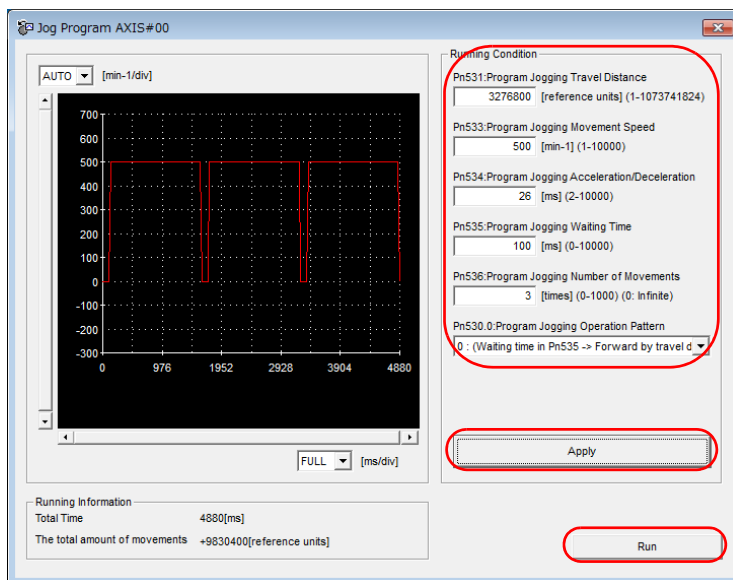 Jog Program AXIS#00
AUTO [min-1/div]
700
600
500
400
300
200
100
0
-100
-200
-300
0 976 1952 2928 3904 4880
FULL [ms/div]
Running Condition
Pn531:Program Jogging Travel Distance
3276800 [reference units] (1-1073741824)
Pn533:Program Jogging Movement Speed
500 [min-1] (1-10000)
Pn534:Program Jogging Acceleration/Deceleration
26 [ms] (2-10000)
Pn535:Program Jogging Waiting Time
100 [ms] (0-10000)
Pn536:Program Jogging Number of Movements
3 [times] (0-1000) (0: Infinite)
Pn530.0:Program Jogging Operation Pattern
0 : (Waiting time in Pn535 -> Forward by travel d
Apply
Running Information
Total Time 4880[ms]
The total amount of movements +9830400[reference units]
Run